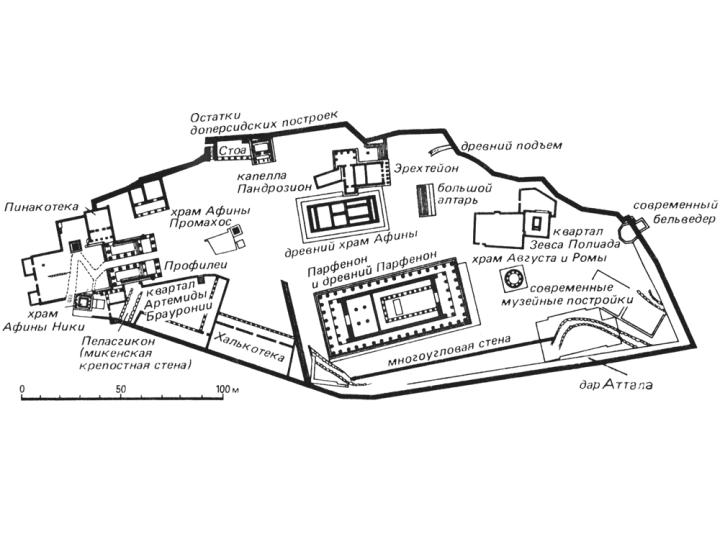 Остатки
доперсидских построек
Стоа
древний подъем
капелла
Пандрозион
Эрехтейон
большой
алтарь
современный
бельведер
Пинакотека
храм Афины
Промахос
древний храм Афины
квартал
Зевса Полиада
храм Августа и Ромы
Профилеи
Парфенон
и древний Парфенон
современные
музейные постройки
храм
Афины Ники
квартал
Артемиды
Брауронии
Пеласгикон
(микенская
крепостная стена)
Халькотека
многоугловая стена
дар Аттала
0 50 100 м